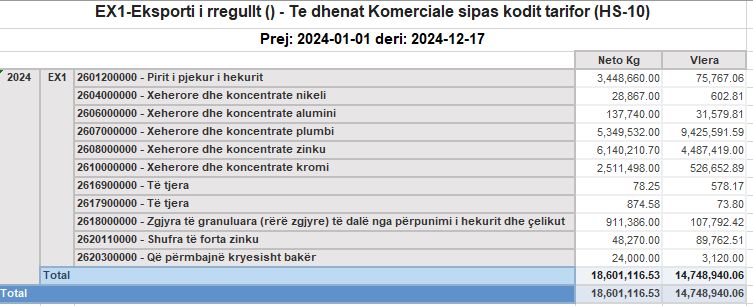 EX1-Eksporti i rregullt () - Te dhenat Komerciale sipas kodit tarifor (HS-10)
Prej: 2024-01-01 deri: 2024-12-17
Neto Kg Vlera
2024 EX1 2601200000 - Pirit i pjekur i hekurit 3,448,660.00 75,767.06
2604000000 - Xeherore dhe koncentrate nikeli 28,867.00 602.81
2606000000 - Xeherore dhe koncentrate alumini 137,740.00 31,579.81
2607000000 - Xeherore dhe koncentrate plumbi 5,349,532.00 9,425,591.59
2608000000 - Xeherore dhe koncentrate zinku 6,140,210.70 4,487,419.00
2610000000 - Xeherore dhe koncentrate kromi 2,511,498.00 526,652.89
2616900000 - Të tjera 78.25 578.17
2617900000 - Të tjera 874.58 73.80
2618000000 - Zgjyra të granuluara (rërë zgjyre) të dalë nga përpunimi i hekurit dhe çelikut 911,386.00 107,792.42
2620110000 - Shufra të forta zinku 48,270.00 89,762.51
2620300000 - Që përmbajnë kryesisht bakër 24,000.00 3,120.00
Total 18,601,116.53 14,748,940.06
Total 18,601,116.53 14,748,940.06